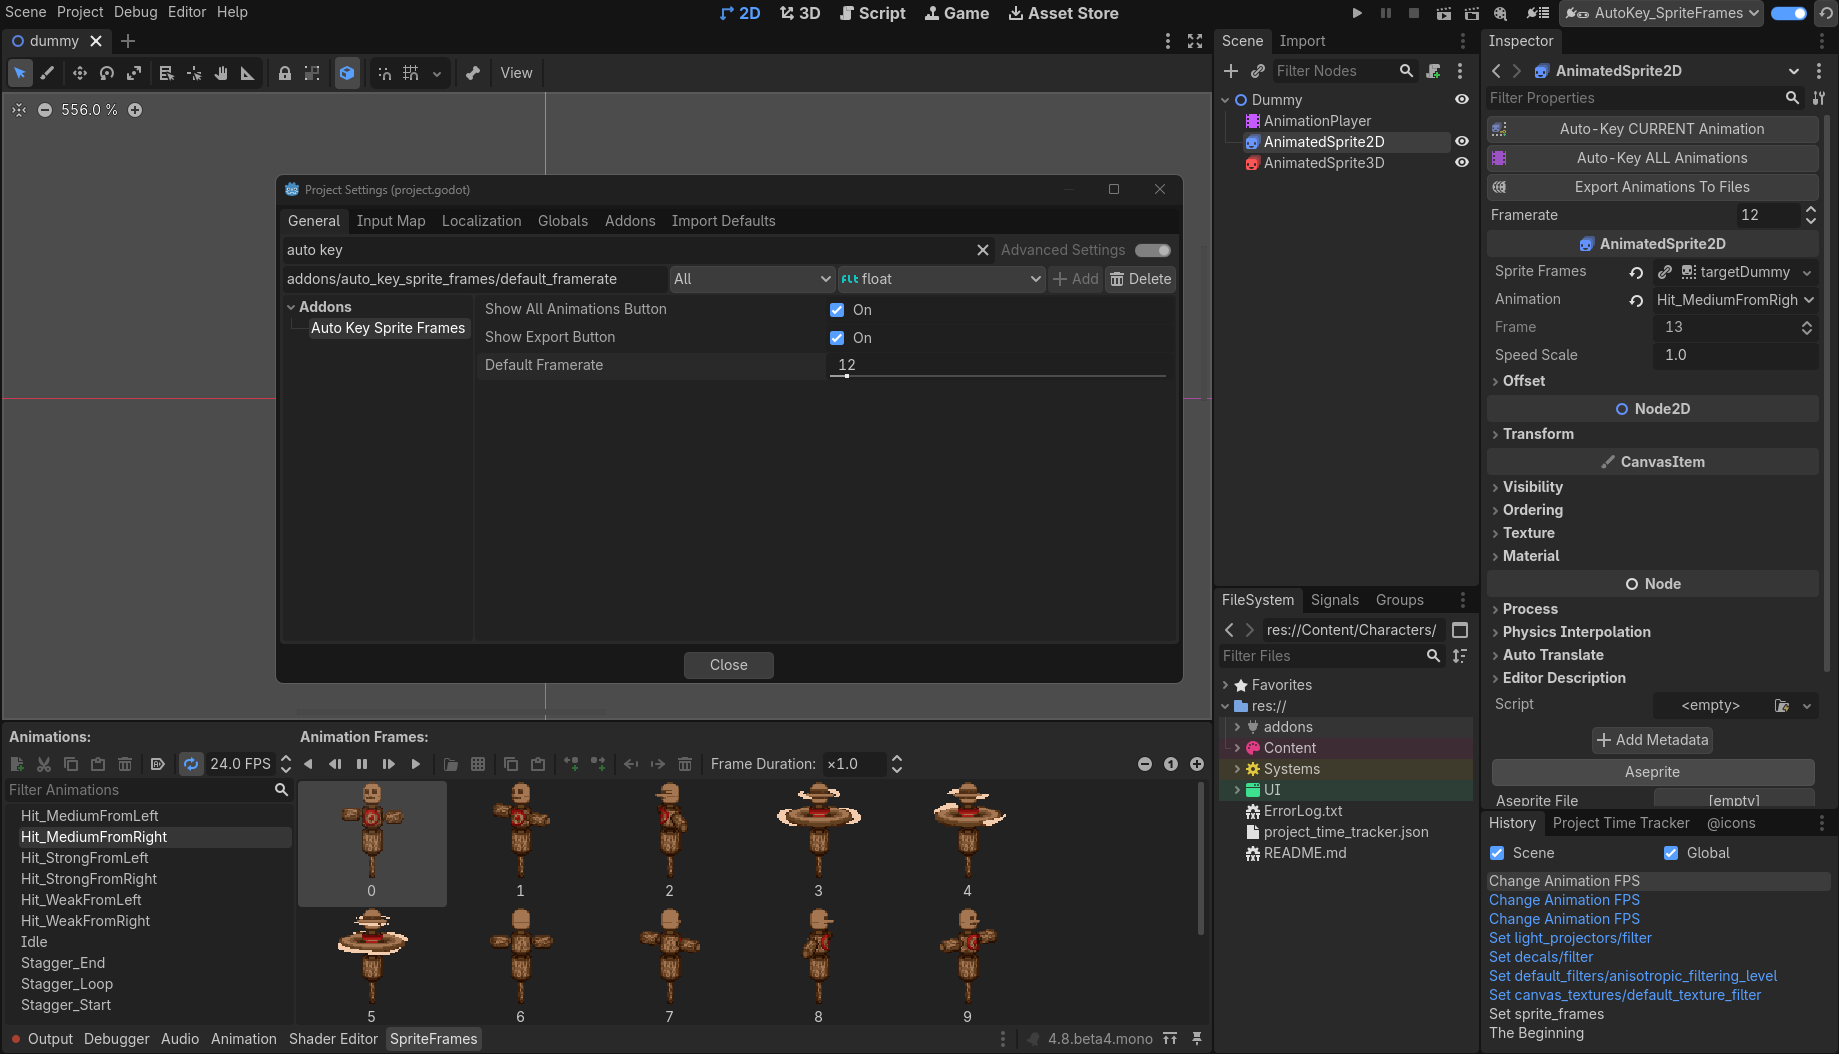 Scene Project Debug Editor Help
2D 3D Script Game Asset Store
AutoKey_SpriteFrames
dummy
View
556.0 %
Project Settings (project.godot)
General Input Map Localization Globals Addons Import Defaults
auto key
Advanced Settings
addons/auto_key_sprite_frames/default_framerate
All
float
Add
Delete
Addons
Auto Key Sprite Frames
Show All Animations Button
On
Show Export Button
On
Default Framerate
12
Close
Animations:
24.0 FPS
Filter Animations
Hit_MediumFromLeft
Hit_MediumFromRight
Hit_StrongFromLeft
Hit_StrongFromRight
Hit_WeakFromLeft
Hit_WeakFromRight
Idle
Stagger_End
Stagger_Loop
Stagger_Start
Animation Frames:
Frame Duration: ×1.0
0 1 2 3 4
5 6 7 8 9
Output Debugger Audio Animation Shader Editor SpriteFrames
4.8.beta4.mono
Scene Import
Filter Nodes
Dummy
AnimationPlayer
AnimatedSprite2D
AnimatedSprite3D
FileSystem Signals Groups
res://Content/Characters/
Filter Files
Favorites
res://
addons
Content
Systems
UI
ErrorLog.txt
project_time_tracker.json
README.md
Inspector
AnimatedSprite2D
Filter Properties
Auto-Key CURRENT Animation
Auto-Key ALL Animations
Export Animations To Files
Framerate 12
AnimatedSprite2D
Sprite Frames targetDummy
Animation Hit_MediumFromRigh
Frame 13
Speed Scale 1.0
Offset
Node2D
Transform
CanvasItem
Visibility
Ordering
Texture
Material
Node
Process
Physics Interpolation
Auto Translate
Editor Description
Script <empty>
Add Metadata
Aseprite
Aseprite File [empty]
History Project Time Tracker @icons
Scene Global
Change Animation FPS
Change Animation FPS
Change Animation FPS
Set light_projectors/filter
Set decals/filter
Set default_filters/anisotropic_filtering_level
Set canvas_textures/default_texture_filter
Set sprite_frames
The Beginning